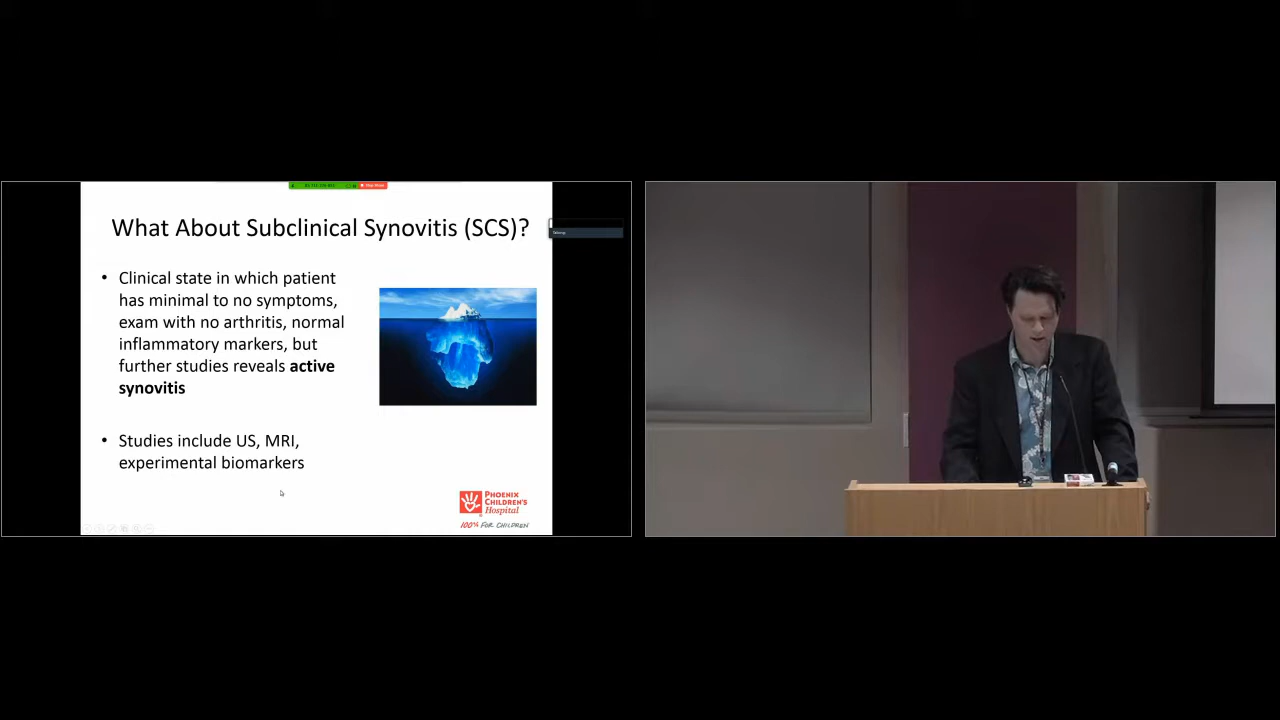 What About Subclinical Synovitis (SCS)?
• Clinical state in which patient
has minimal to no symptoms,
exam with no arthritis, normal
inflammatory markers, but
further studies reveals active
synovitis
• Studies include US, MRI,
experimental biomarkers
PHOENIX
CHILDREN'S
Hospital
100% FOR CHILDREN